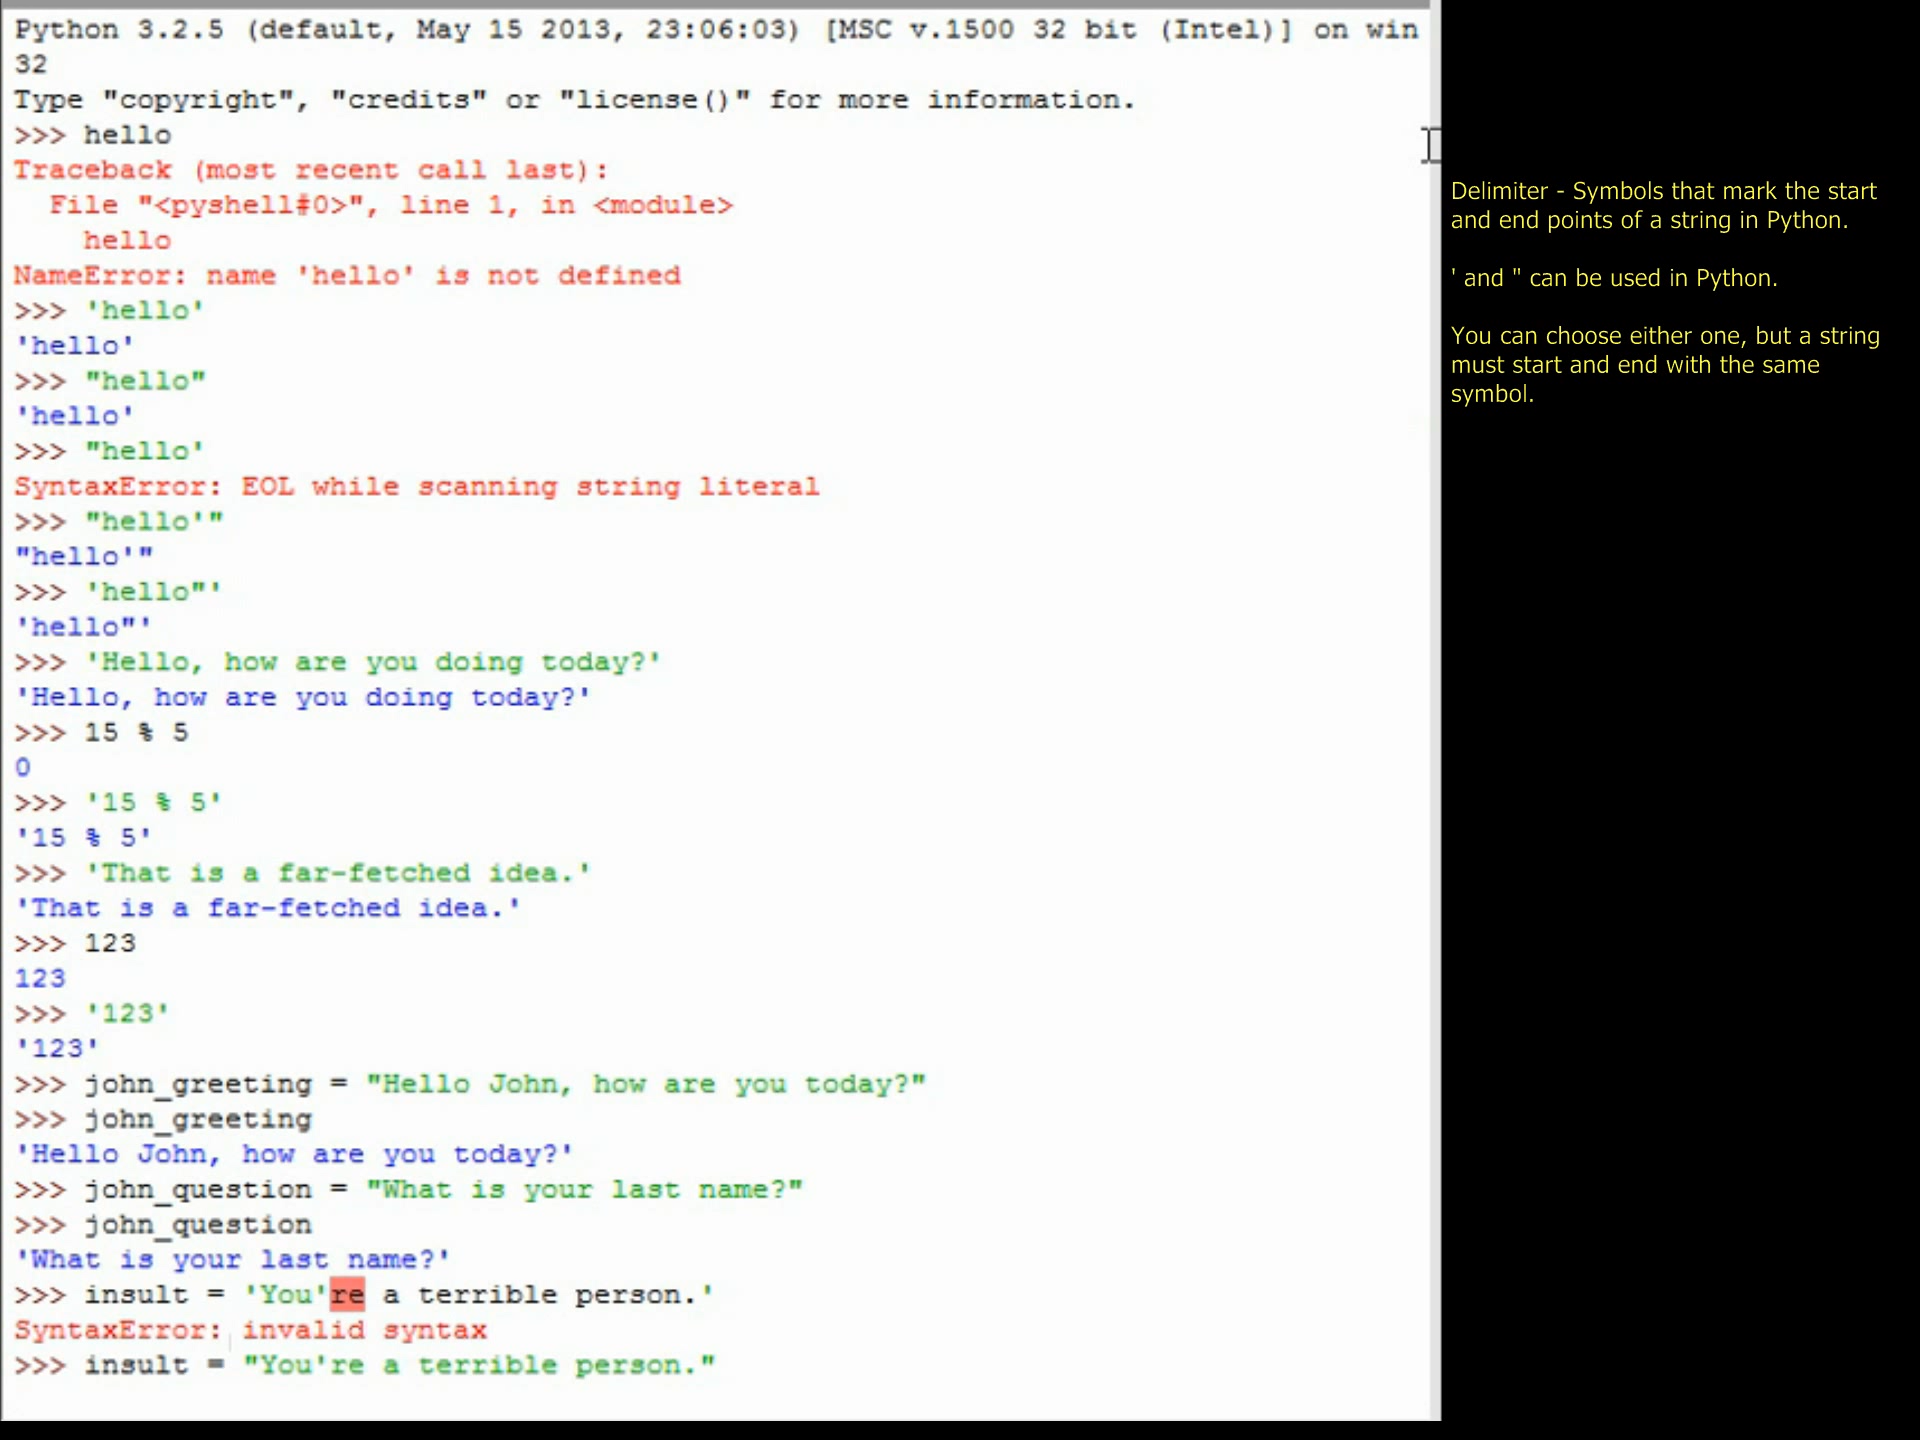 Python 3.2.5 (default, May 15 2013, 23:06:03) [MSC v.1500 32 bit (Intel)] on win
32
Type "copyright", "credits" or "license()" for more information.
>>> hello
Traceback (most recent call last):
  File "<pyshell#0>", line 1, in <module>
    hello
NameError: name 'hello' is not defined
>>> 'hello'
'hello'
>>> "hello"
'hello'
>>> "hello'
SyntaxError: EOL while scanning string literal
>>> "hello'"
"hello'"
>>> 'hello"'
'hello"'
>>> 'Hello, how are you doing today?'
'Hello, how are you doing today?'
>>> 15 % 5
0
>>> '15 % 5'
'15 % 5'
>>> 'That is a far-fetched idea.'
'That is a far-fetched idea.'
>>> 123
123
>>> '123'
'123'
>>> john_greeting = "Hello John, how are you today?"
>>> john_greeting
'Hello John, how are you today?'
>>> john_question = "What is your last name?"
>>> john_question
'What is your last name?'
>>> insult = 'You're a terrible person.'
SyntaxError: invalid syntax
>>> insult = "You're a terrible person."
Delimiter - Symbols that mark the start
and end points of a string in Python.
' and " can be used in Python.
You can choose either one, but a string
must start and end with the same
symbol.